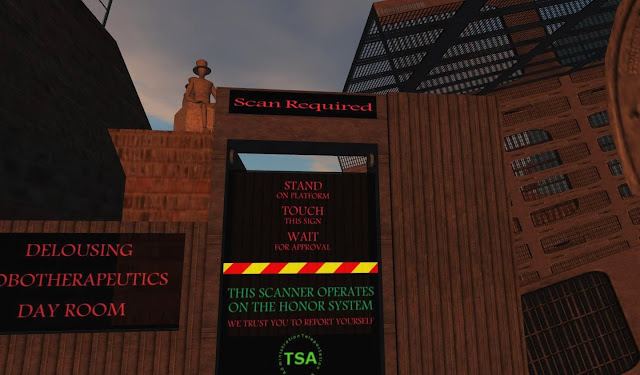 Scan Required
STAND
ON PLATFORM
TOUCH
THIS SIGN
WAIT
FOR APPROVAL
DELOUSING
OBOTHERAPEUTICS
DAY ROOM
THIS SCANNER OPERATES
ON THE HONOR SYSTEM
WE TRUST YOU TO REPORT YOURSELF
TSA